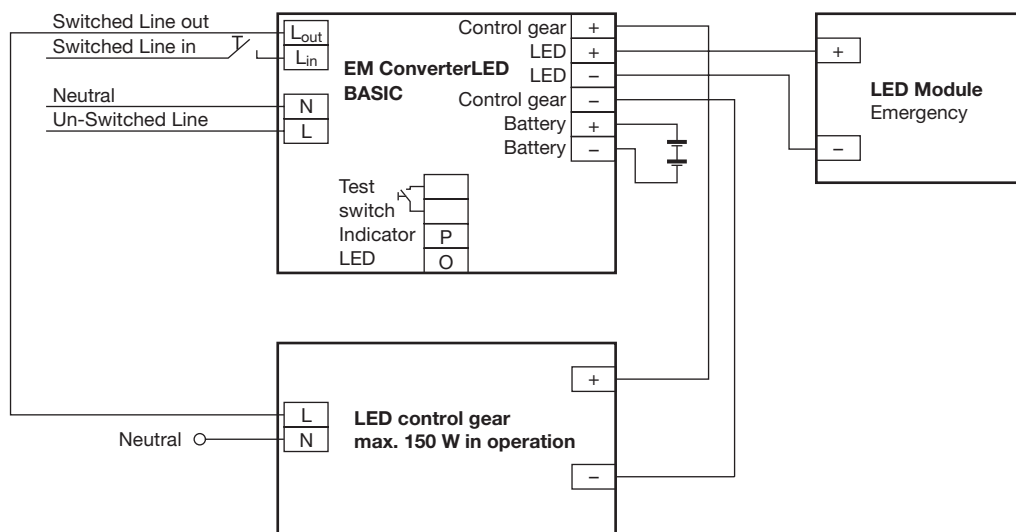 Switched Line out
Switched Line in
Neutral
Un-Switched Line
Lout
Lin
N
L
EM ConverterLED
BASIC
Control gear +
LED +
LED –
Control gear –
Battery +
Battery –
Test
switch
Indicator P
LED O
+
–
LED Module
Emergency
L
N
Neutral
LED control gear
max. 150 W in operation
+
–